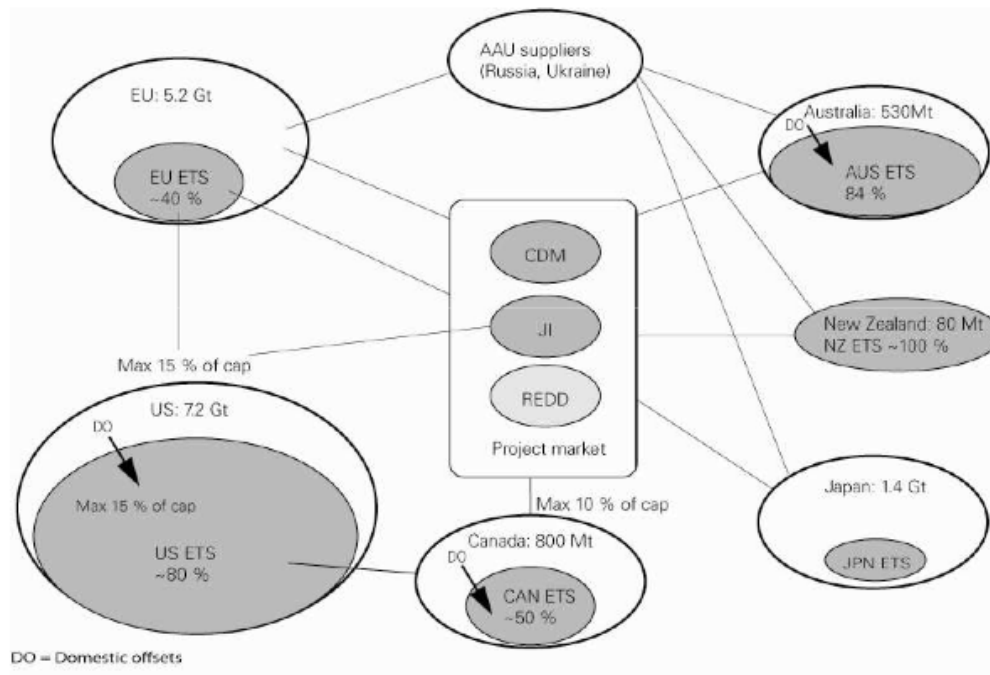 AAU suppliers
(Russia, Ukraine)
EU: 5.2 Gt
EU ETS
~40 %
Australia: 530Mt
DO
AUS ETS
84 %
CDM
JI
REDD
Project market
New Zealand: 80 Mt
NZ ETS ~100 %
Max 15 % of cap
US: 7.2 Gt
DO
Max 15 % of cap
US ETS
~80 %
Max 10 % of cap
Canada: 800 Mt
DO
CAN ETS
~50 %
Japan: 1.4 Gt
JPN ETS
DO = Domestic offsets